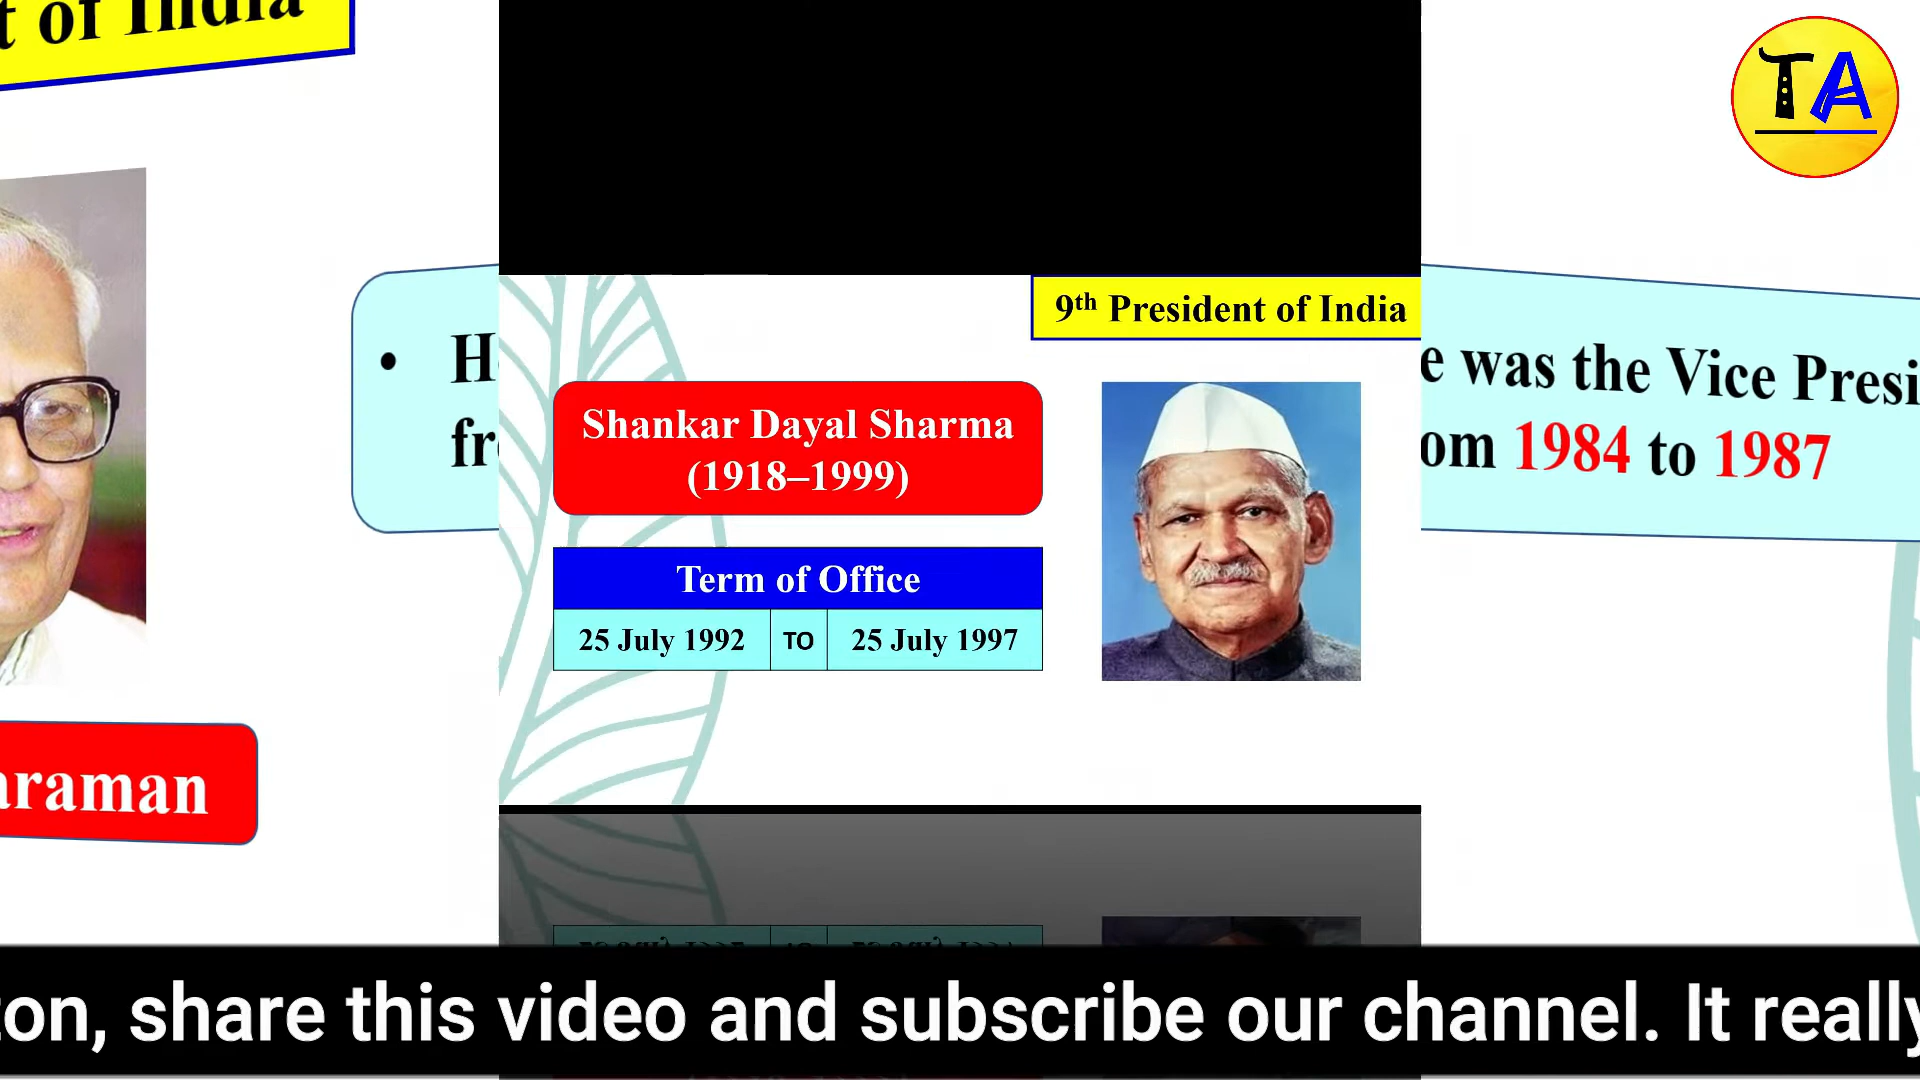 t of India
TA
9th President of India
Shankar Dayal Sharma
(1918–1999)
Term of Office
25 July 1992 TO 25 July 1997
• H
fr
e was the Vice Presi
om 1984 to 1987
araman
ton, share this video and subscribe our channel. It really